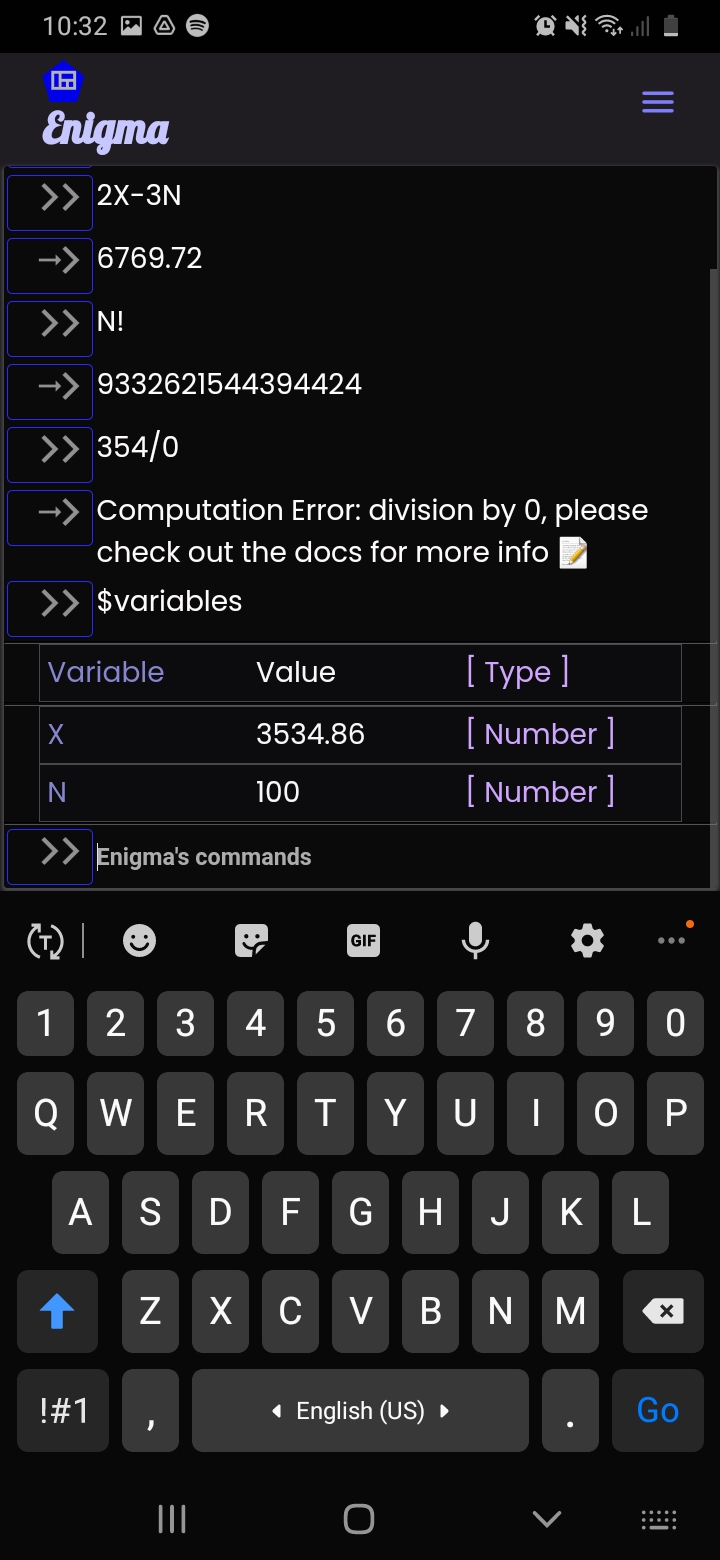 10:32
Enigma
>> 2X-3N
→> 6769.72
>> N!
→> 9332621544394424
>> 354/0
→> Computation Error: division by 0, please
check out the docs for more info 📝
>> $variables
Variable Value [ Type ]
X 3534.86 [ Number ]
N 100 [ Number ]
>> Enigma's commands
T GIF
1 2 3 4 5 6 7 8 9 0
Q W E R T Y U I O P
A S D F G H J K L
Z X C V B N M
!#1 , English (US) . Go